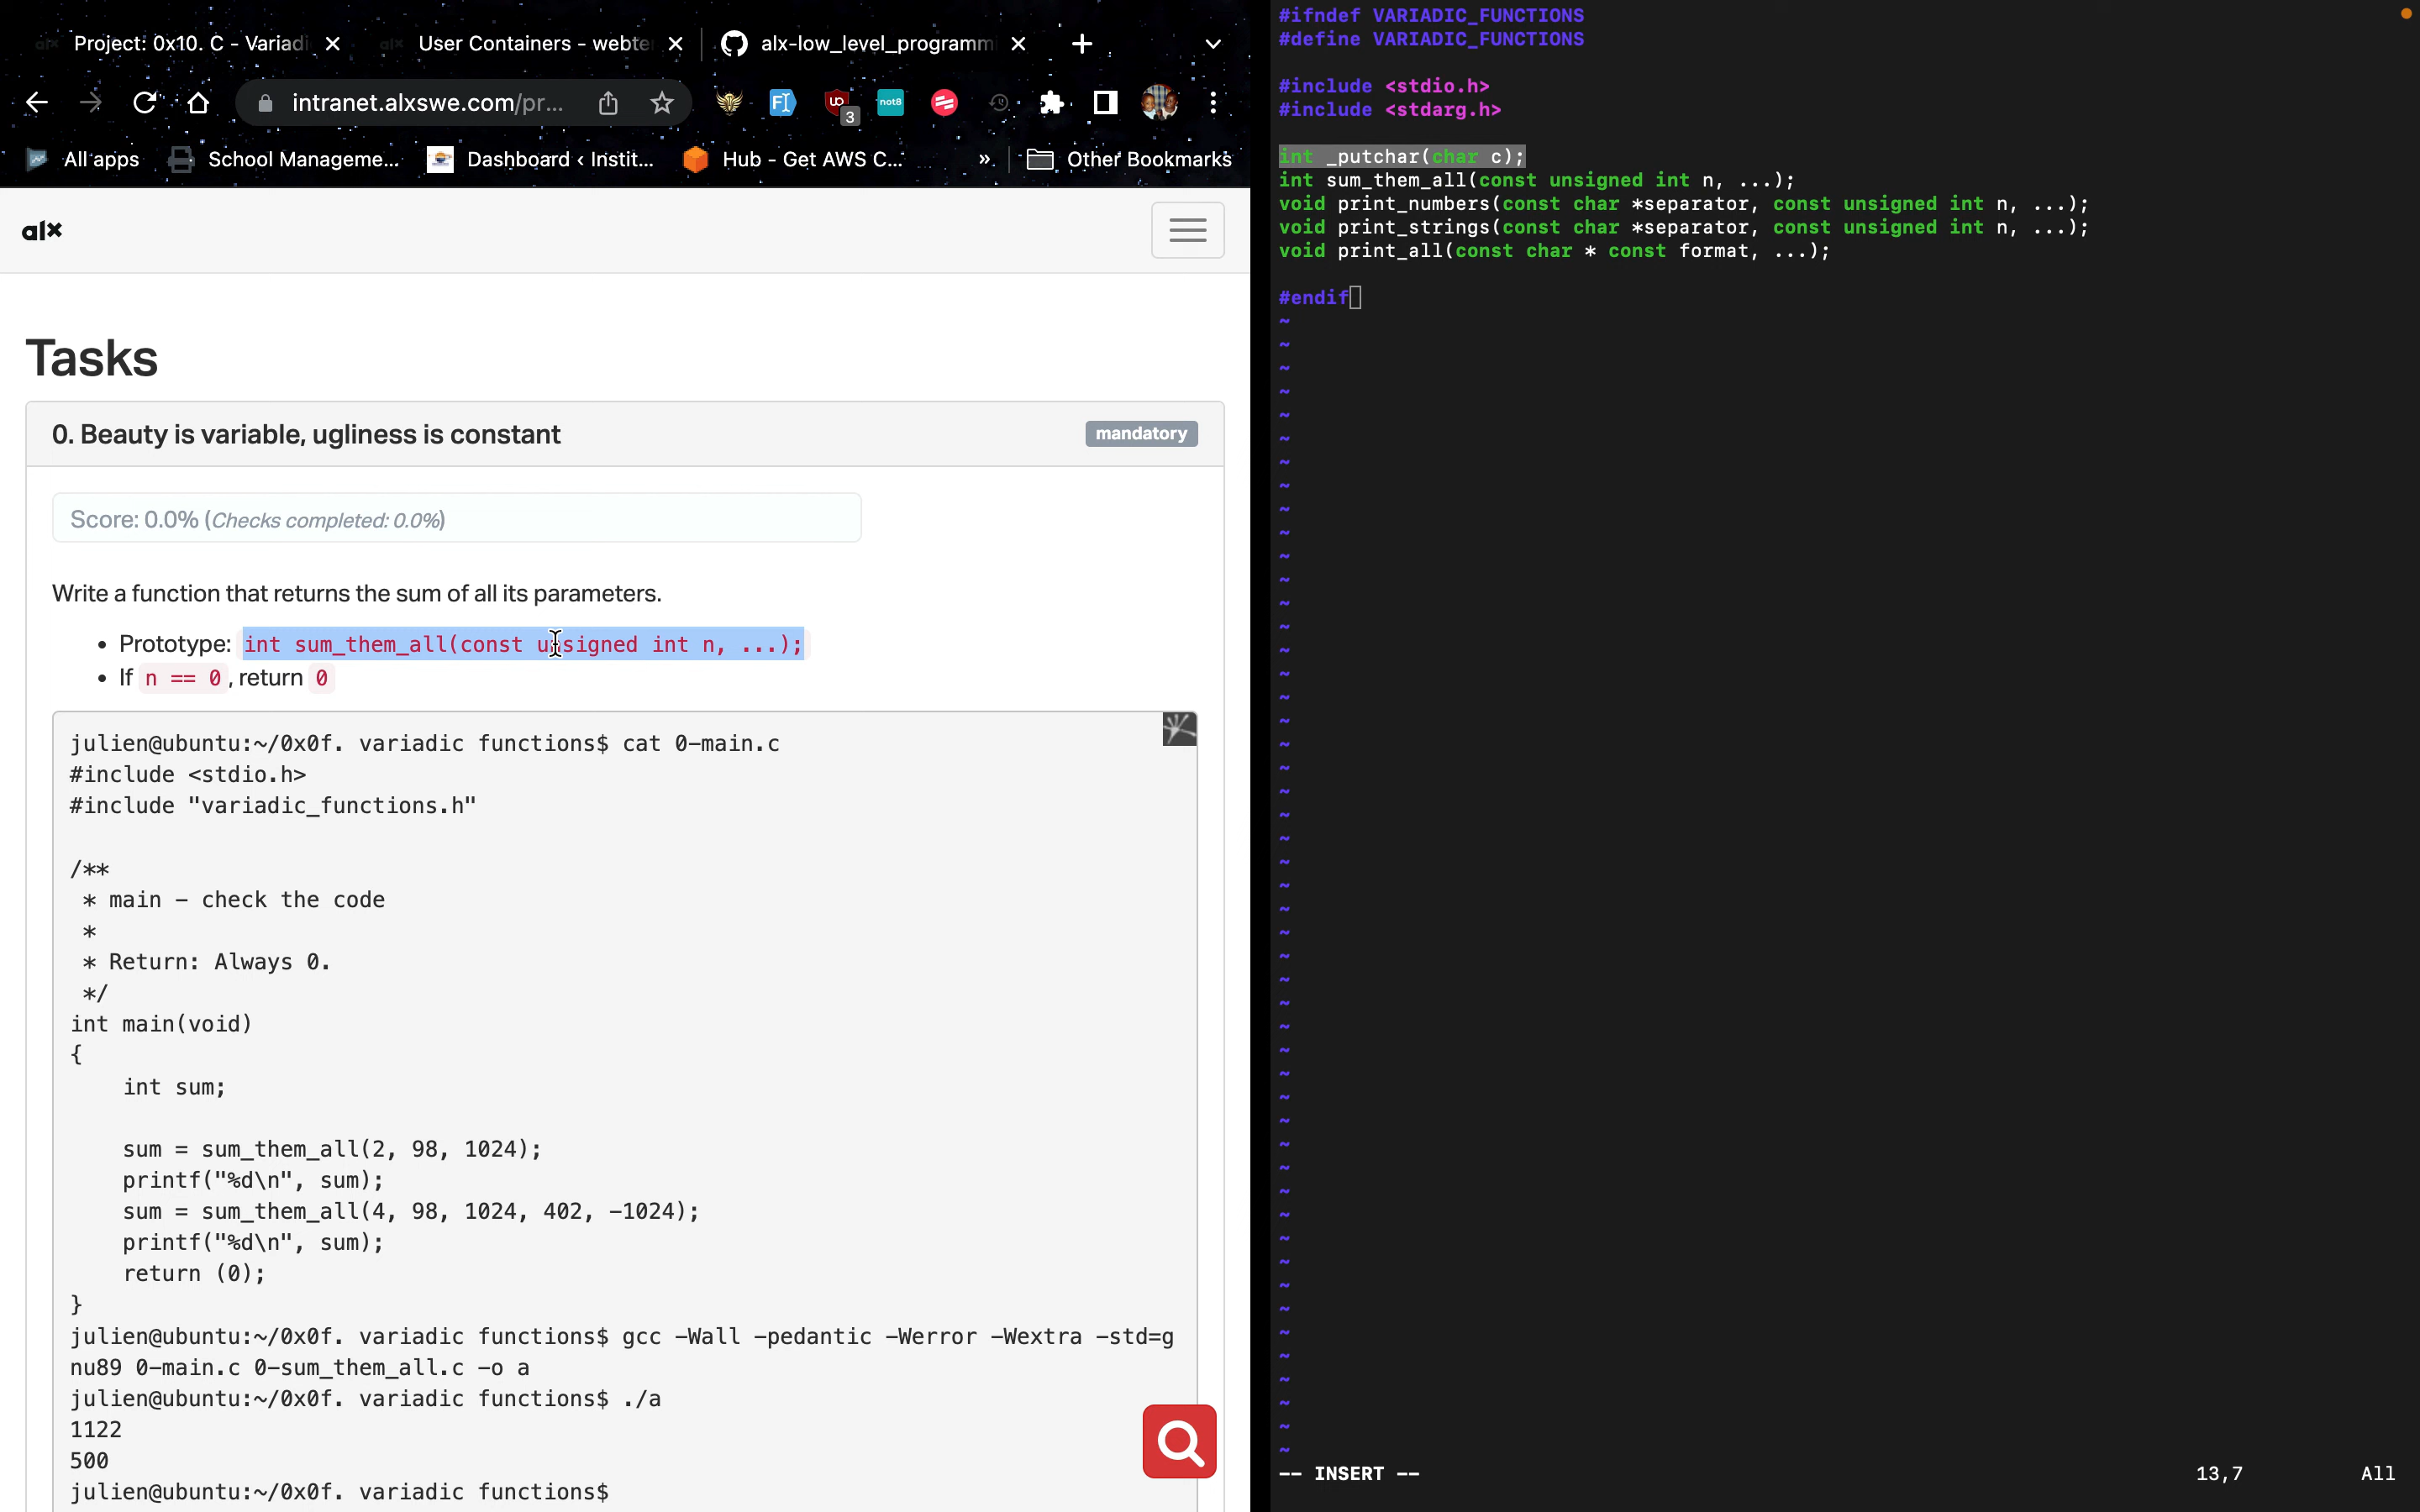 Project: 0x10. C - Variadi
User Containers - webte
alx-low_level_programm
intranet.alxswe.com/pr...
3
not8
All apps
School Manageme...
Dashboard ‹ Instit...
Hub - Get AWS C...
»
Other Bookmarks
alx
Tasks
0. Beauty is variable, ugliness is constant
mandatory
Score: 0.0% (Checks completed: 0.0%)
Write a function that returns the sum of all its parameters.
• Prototype: int sum_them_all(const unsigned int n, ...);
• If n == 0, return 0
julien@ubuntu:~/0x0f. variadic functions$ cat 0-main.c
#include <stdio.h>
#include "variadic_functions.h"
/**
 * main - check the code
 *
 * Return: Always 0.
 */
int main(void)
{
    int sum;
    sum = sum_them_all(2, 98, 1024);
    printf("%d\n", sum);
    sum = sum_them_all(4, 98, 1024, 402, -1024);
    printf("%d\n", sum);
    return (0);
}
julien@ubuntu:~/0x0f. variadic functions$ gcc -Wall -pedantic -Werror -Wextra -std=g
nu89 0-main.c 0-sum_them_all.c -o a
julien@ubuntu:~/0x0f. variadic functions$ ./a
1122
500
julien@ubuntu:~/0x0f. variadic functions$
#ifndef VARIADIC_FUNCTIONS
#define VARIADIC_FUNCTIONS
#include <stdio.h>
#include <stdarg.h>
int _putchar(char c);
int sum_them_all(const unsigned int n, ...);
void print_numbers(const char *separator, const unsigned int n, ...);
void print_strings(const char *separator, const unsigned int n, ...);
void print_all(const char * const format, ...);
#endif
-- INSERT --
13,7
All